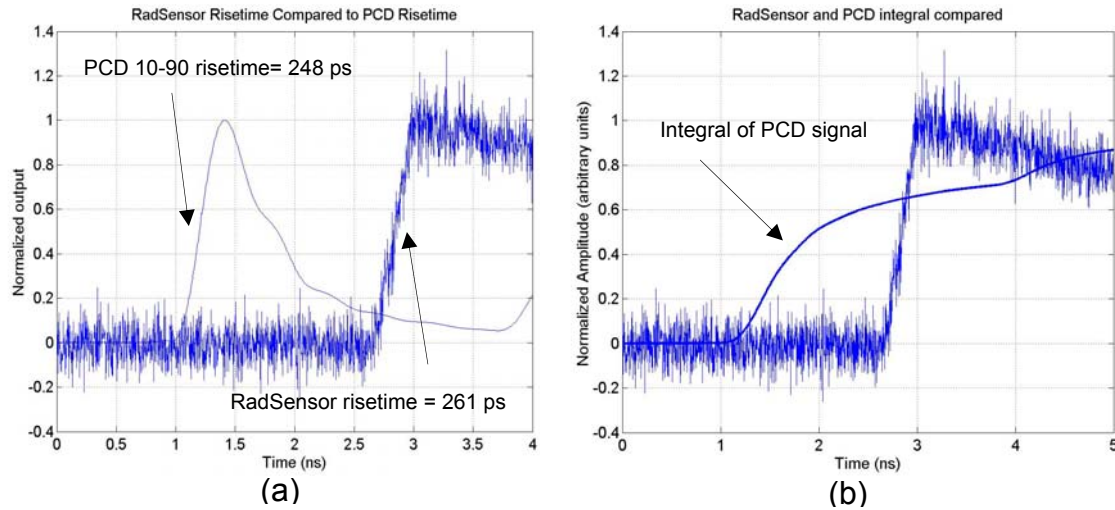 RadSensor Risetime Compared to PCD Risetime
1.4
1.2
1
0.8
0.6
0.4
0.2
0
-0.2
-0.4
Normalized output
PCD 10-90 risetime= 248 ps
RadSensor risetime = 261 ps
0 0.5 1 1.5 2 2.5 3 3.5 4
Time (ns)
(a)
RadSensor and PCD integral compared
1.4
1.2
1
0.8
0.6
0.4
0.2
0
-0.2
-0.4
Normalized Amplitude (arbitrary units)
Integral of PCD signal
0 1 2 3 4 5
Time (ns)
(b)